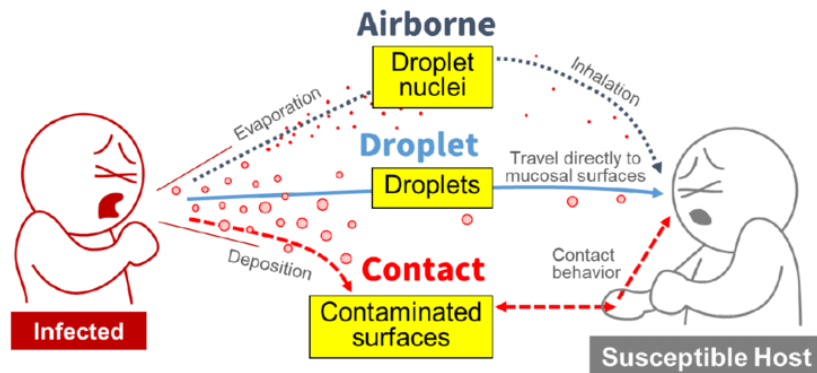 Airborne
Droplet
nuclei
Evaporation
Inhalation
Droplet
Droplets
Travel directly to
mucosal surfaces
Deposition
Contact
Contact
behavior
Contaminated
surfaces
Infected
Susceptible Host